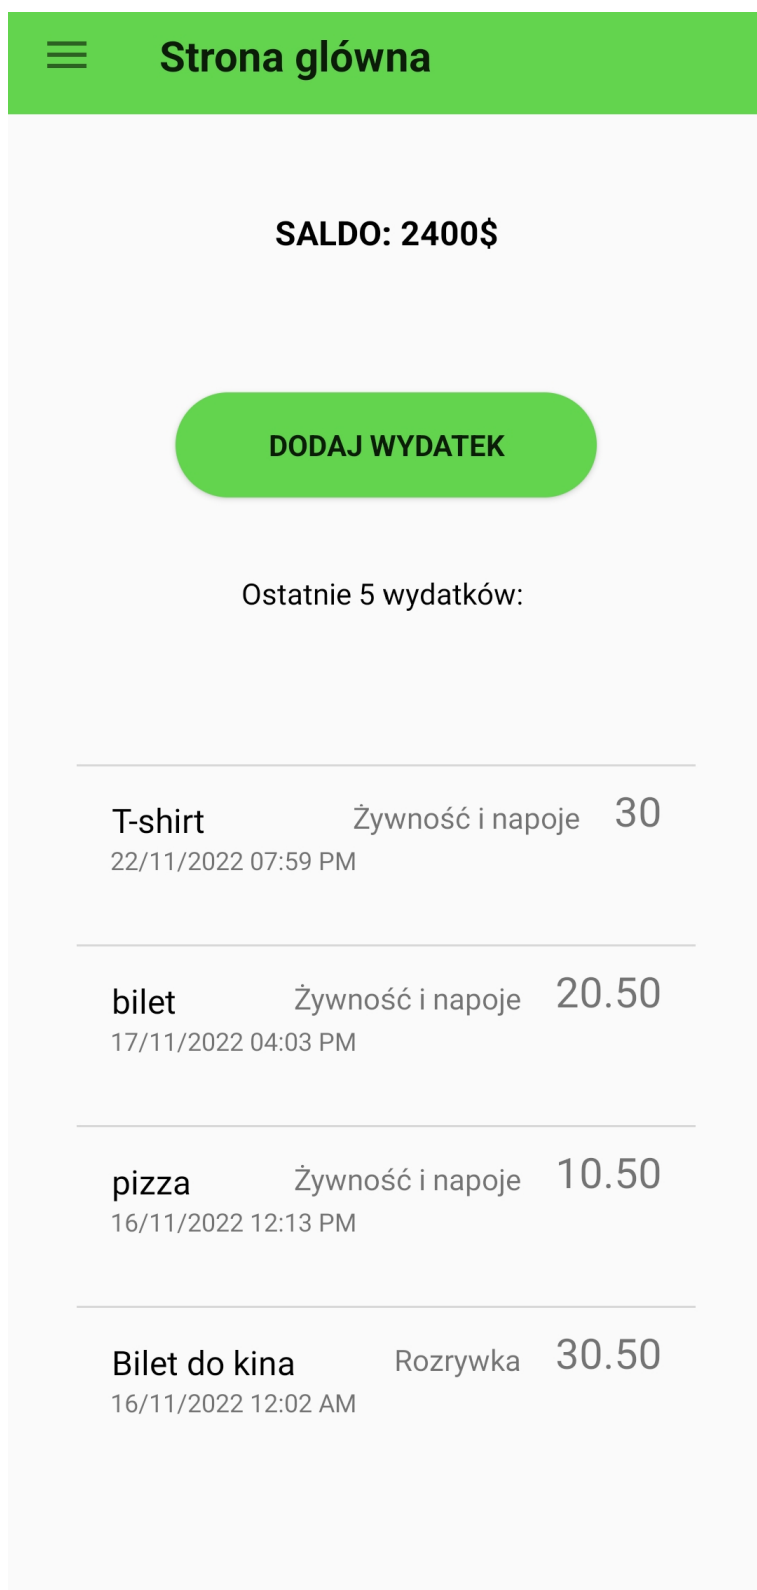 Strona glówna
SALDO: 2400$
DODAJ WYDATEK
Ostatnie 5 wydatków:
T-shirt Żywność i napoje 30
22/11/2022 07:59 PM
bilet Żywność i napoje 20.50
17/11/2022 04:03 PM
pizza Żywność i napoje 10.50
16/11/2022 12:13 PM
Bilet do kina Rozrywka 30.50
16/11/2022 12:02 AM